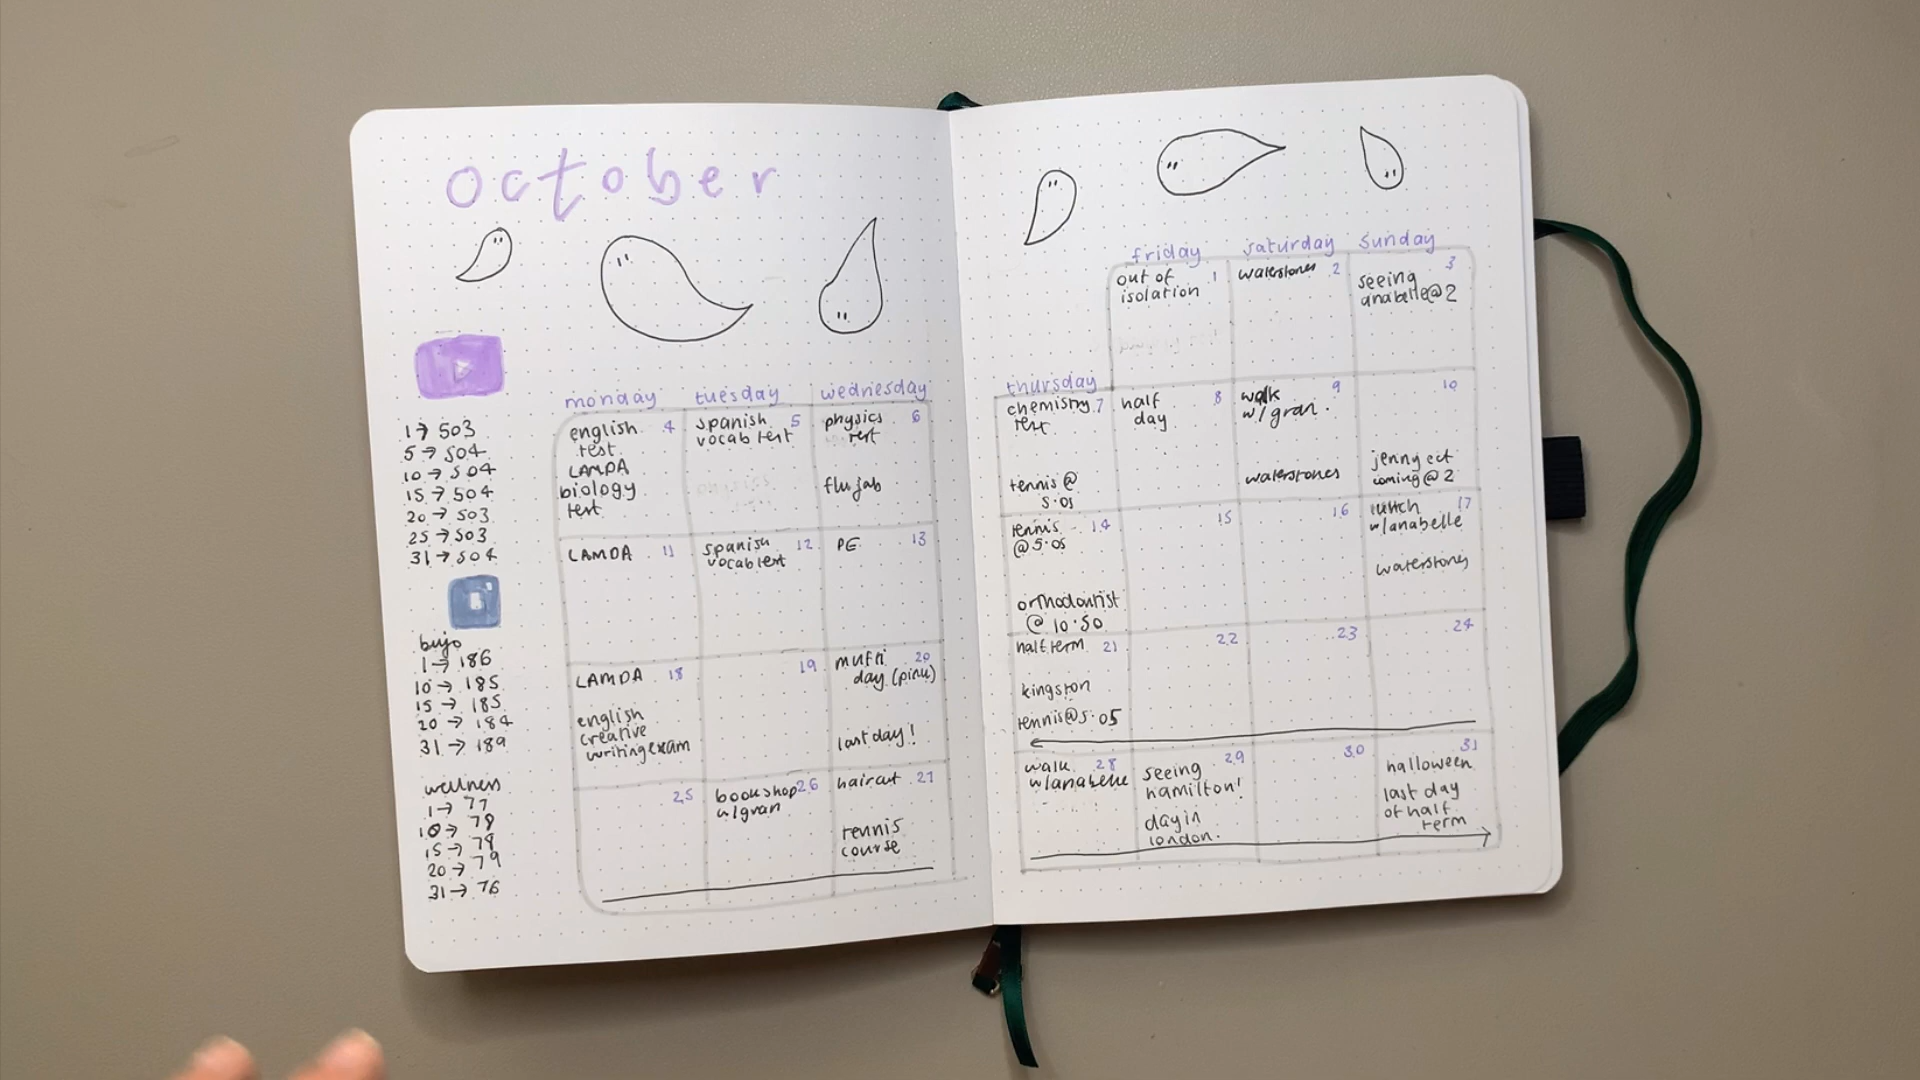 october
1→ 503
5→ 504
10→ 504
15→ 504
20→ 503
25→ 503
31→ 504
bujo
1→ 186
10→ 185
15→ 185
20→ 184
31→ 189
wellness
1→ 77
10→ 78
15→ 79
20→ 79
31→ 76
monday tuesday wednesday
english 4
test
LAMDA
biology
test
spanish 5
vocab test
physics 6
test
flu jab
LAMDA 11
spanish 12
vocab test
PE 13
LAMDA 18
english
creative
writing exam
19
mufti 20
day (pink)
last day!
25
bookshop 26
w/gran
haircut 27
tennis
course
friday saturday sunday
out of 1
isolation
waterstones 2
3
seeing
anabelle@2
thursday
chemistry 7
test
tennis @
5.05
half 8
day
walk 9
w/gran.
waterstones
10
jenny ect
coming @ 2
tennis 14
@5.05
orthodontist
@ 10.50
15
16
lunch 17
w/anabelle
waterstones
half term 21
kingston
tennis@5.05
22
23
24
walk 28
w/anabelle
29
seeing
hamilton!
day in
london.
30
31
halloween
last day
of half
term